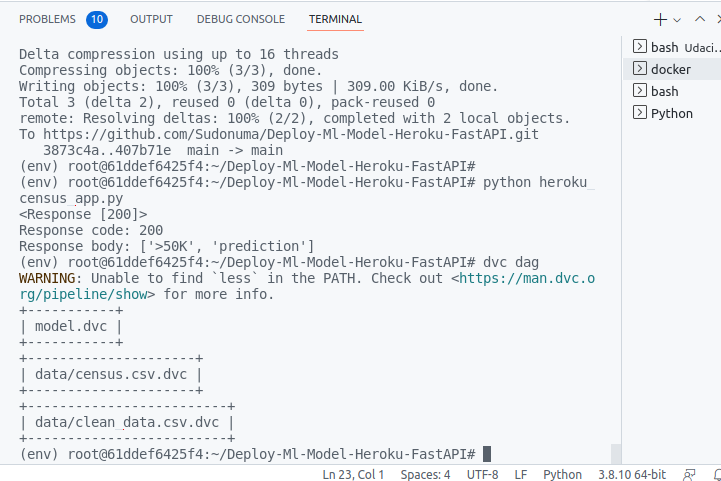 PROBLEMS 10 OUTPUT DEBUG CONSOLE TERMINAL
Delta compression using up to 16 threads
Compressing objects: 100% (3/3), done.
Writing objects: 100% (3/3), 309 bytes | 309.00 KiB/s, done.
Total 3 (delta 2), reused 0 (delta 0), pack-reused 0
remote: Resolving deltas: 100% (2/2), completed with 2 local objects.
To https://github.com/Sudonuma/Deploy-Ml-Model-Heroku-FastAPI.git
   3873c4a..407b71e  main -> main
(env) root@61ddef6425f4:~/Deploy-Ml-Model-Heroku-FastAPI#
(env) root@61ddef6425f4:~/Deploy-Ml-Model-Heroku-FastAPI# python heroku_
census_app.py
<Response [200]>
Response code: 200
Response body: ['>50K', 'prediction']
(env) root@61ddef6425f4:~/Deploy-Ml-Model-Heroku-FastAPI# dvc dag
WARNING: Unable to find `less` in the PATH. Check out <https://man.dvc.o
rg/pipeline/show> for more info.
+-----------+
| model.dvc |
+-----------+
+---------------------+
| data/census.csv.dvc |
+---------------------+
+-------------------------+
| data/clean_data.csv.dvc |
+-------------------------+
(env) root@61ddef6425f4:~/Deploy-Ml-Model-Heroku-FastAPI#
bash Udaci...
docker
bash
Python
Ln 23, Col 1 Spaces: 4 UTF-8 LF Python 3.8.10 64-bit